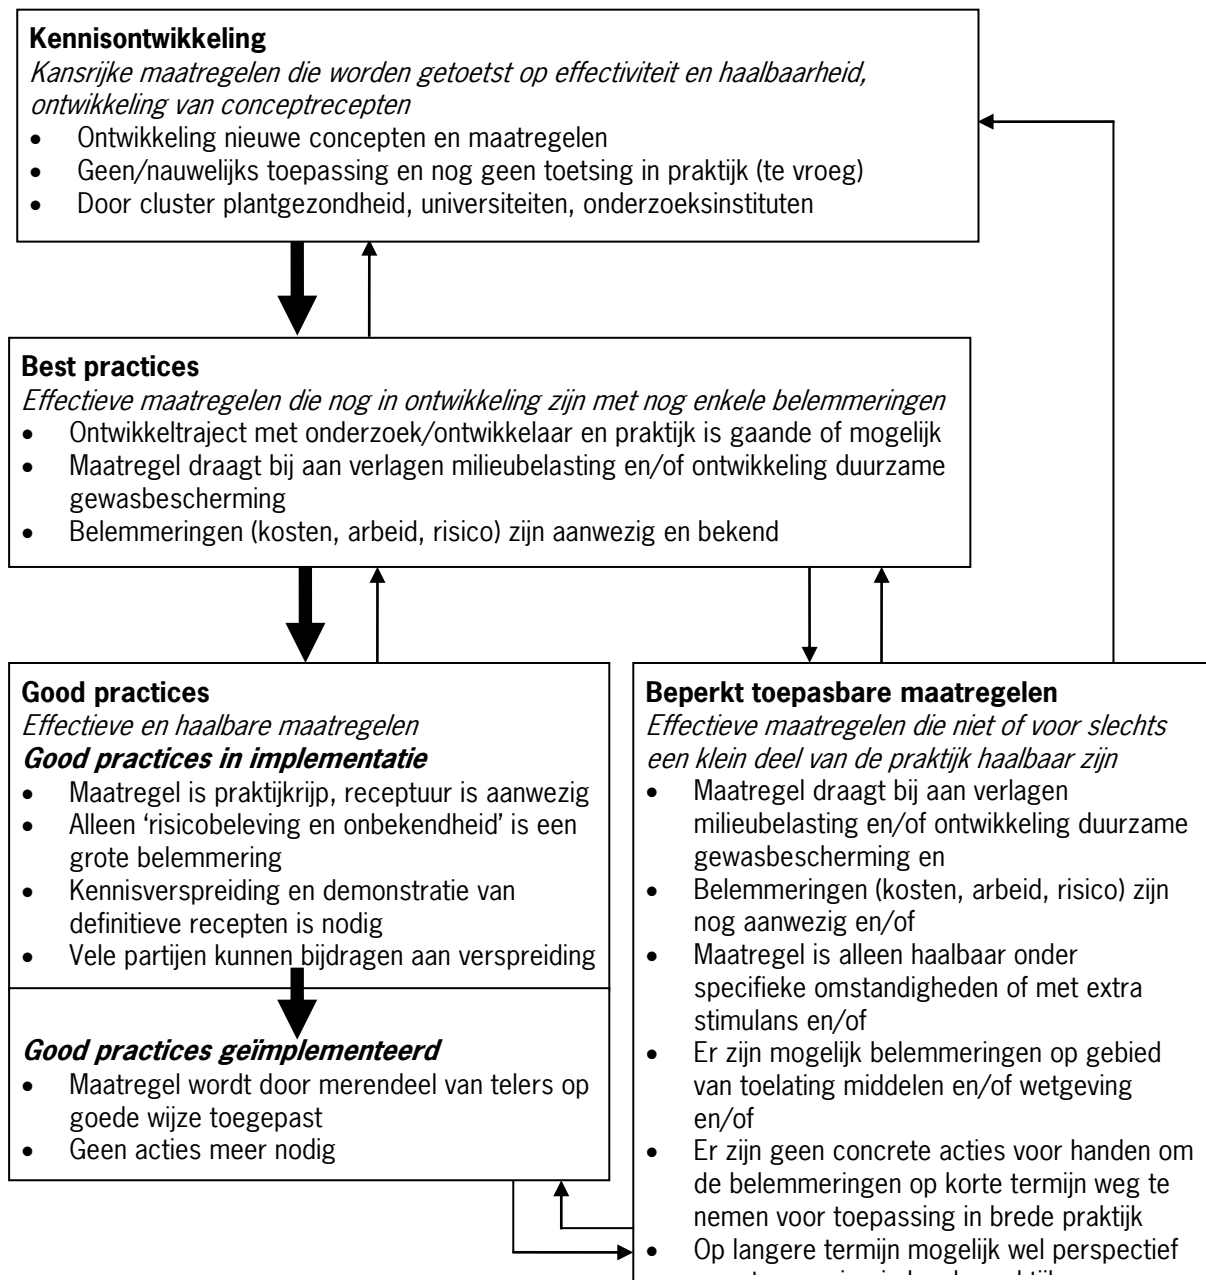 Kennisontwikkeling
Kansrijke maatregelen die worden getoetst op effectiviteit en haalbaarheid,
ontwikkeling van conceptrecepten
• Ontwikkeling nieuwe concepten en maatregelen
• Geen/nauwelijks toepassing en nog geen toetsing in praktijk (te vroeg)
• Door cluster plantgezondheid, universiteiten, onderzoeksinstituten
Best practices
Effectieve maatregelen die nog in ontwikkeling zijn met nog enkele belemmeringen
• Ontwikkeltraject met onderzoek/ontwikkelaar en praktijk is gaande of mogelijk
• Maatregel draagt bij aan verlagen milieubelasting en/of ontwikkeling duurzame
gewasbescherming
• Belemmeringen (kosten, arbeid, risico) zijn aanwezig en bekend
Good practices
Effectieve en haalbare maatregelen
Good practices in implementatie
• Maatregel is praktijkrijp, receptuur is aanwezig
• Alleen ‘risicobeleving en onbekendheid’ is een
grote belemmering
• Kennisverspreiding en demonstratie van
definitieve recepten is nodig
• Vele partijen kunnen bijdragen aan verspreiding
Good practices geïmplementeerd
• Maatregel wordt door merendeel van telers op
goede wijze toegepast
• Geen acties meer nodig
Beperkt toepasbare maatregelen
Effectieve maatregelen die niet of voor slechts
een klein deel van de praktijk haalbaar zijn
• Maatregel draagt bij aan verlagen
milieubelasting en/of ontwikkeling duurzame
gewasbescherming en
• Belemmeringen (kosten, arbeid, risico) zijn
nog aanwezig en/of
• Maatregel is alleen haalbaar onder
specifieke omstandigheden of met extra
stimulans en/of
• Er zijn mogelijk belemmeringen op gebied
van toelating middelen en/of wetgeving
en/of
• Er zijn geen concrete acties voor handen om
de belemmeringen op korte termijn weg te
nemen voor toepassing in brede praktijk
• Op langere termijn mogelijk wel perspectief